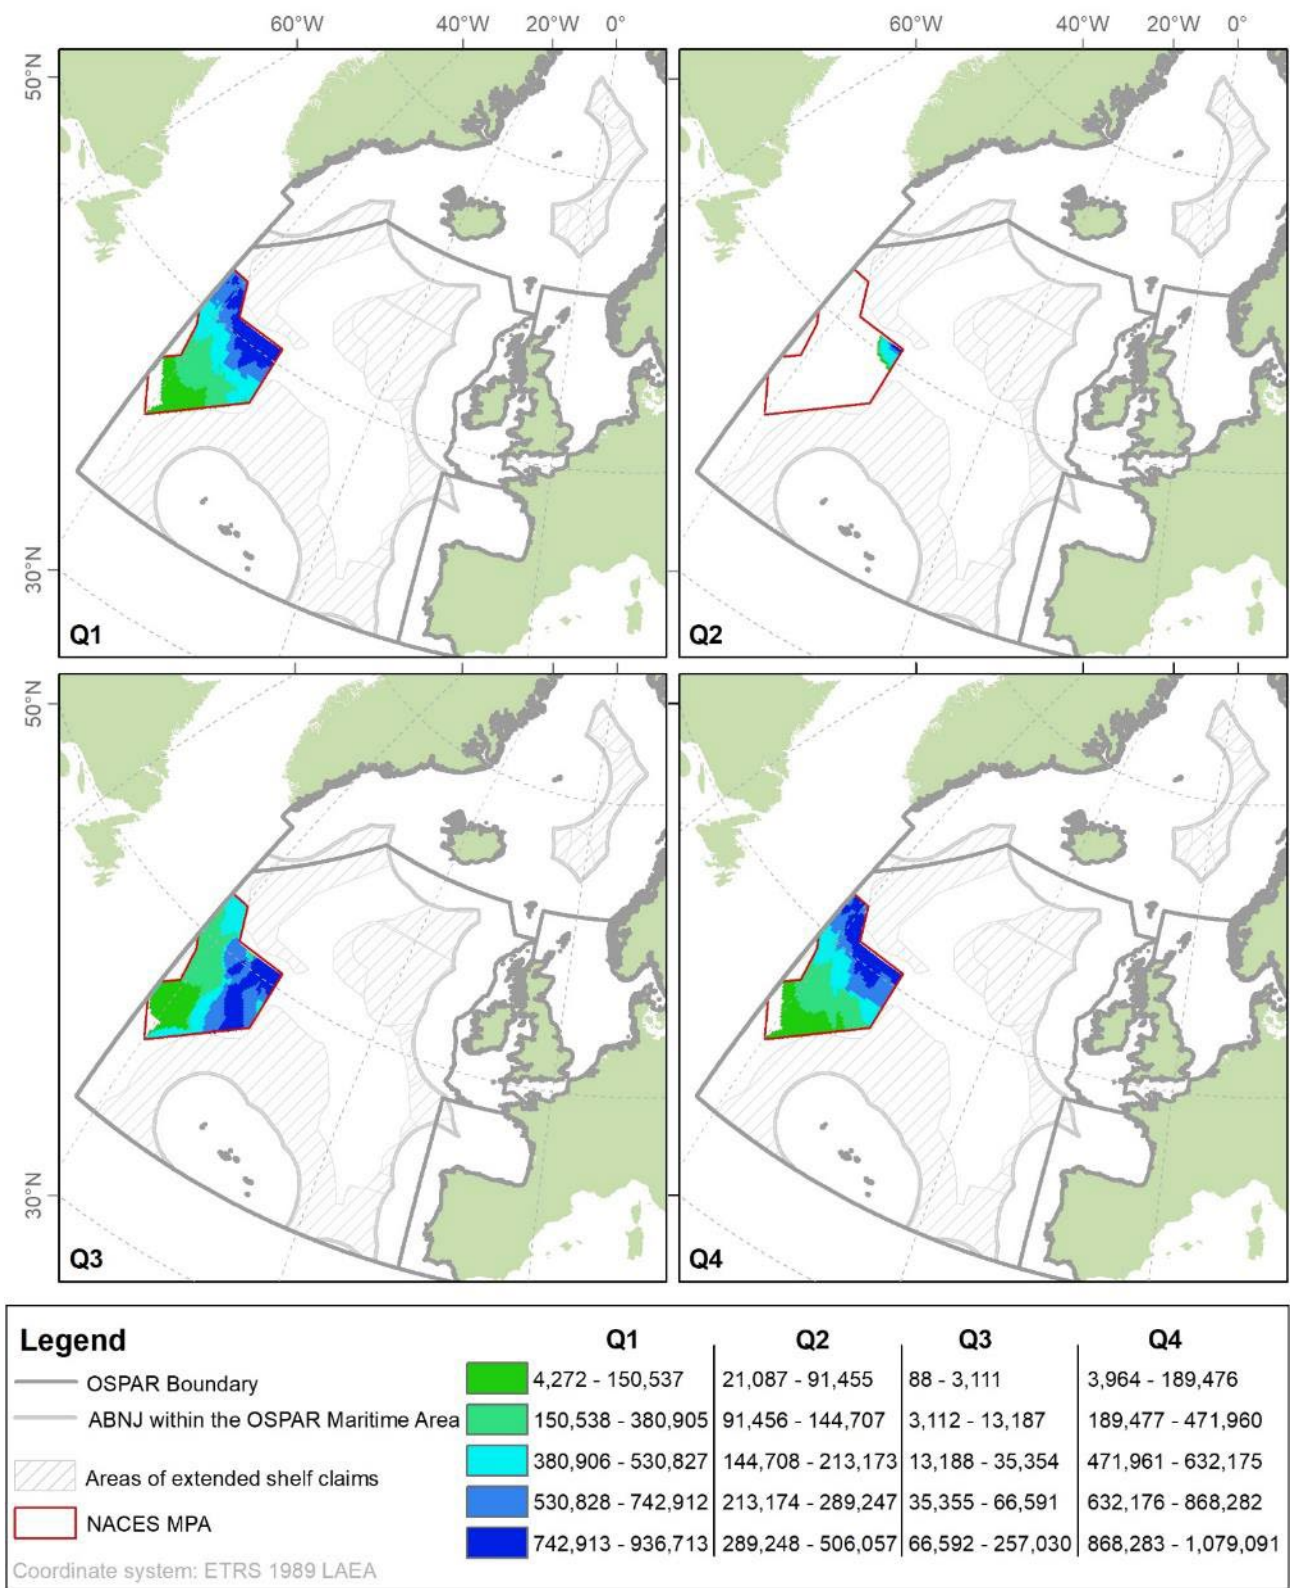 60°W 40°W 20°W 0° 60°W 40°W 20°W 0°
50°N
30°N
Q1 Q2
50°N
30°N
Q3 Q4
Legend Q1 Q2 Q3 Q4
OSPAR Boundary 4,272 - 150,537 21,087 - 91,455 88 - 3,111 3,964 - 189,476
ABNJ within the OSPAR Maritime Area 150,538 - 380,905 91,456 - 144,707 3,112 - 13,187 189,477 - 471,960
Areas of extended shelf claims 380,906 - 530,827 144,708 - 213,173 13,188 - 35,354 471,961 - 632,175
NACES MPA 530,828 - 742,912 213,174 - 289,247 35,355 - 66,591 632,176 - 868,282
742,913 - 936,713 289,248 - 506,057 66,592 - 257,030 868,283 - 1,079,091
Coordinate system: ETRS 1989 LAEA